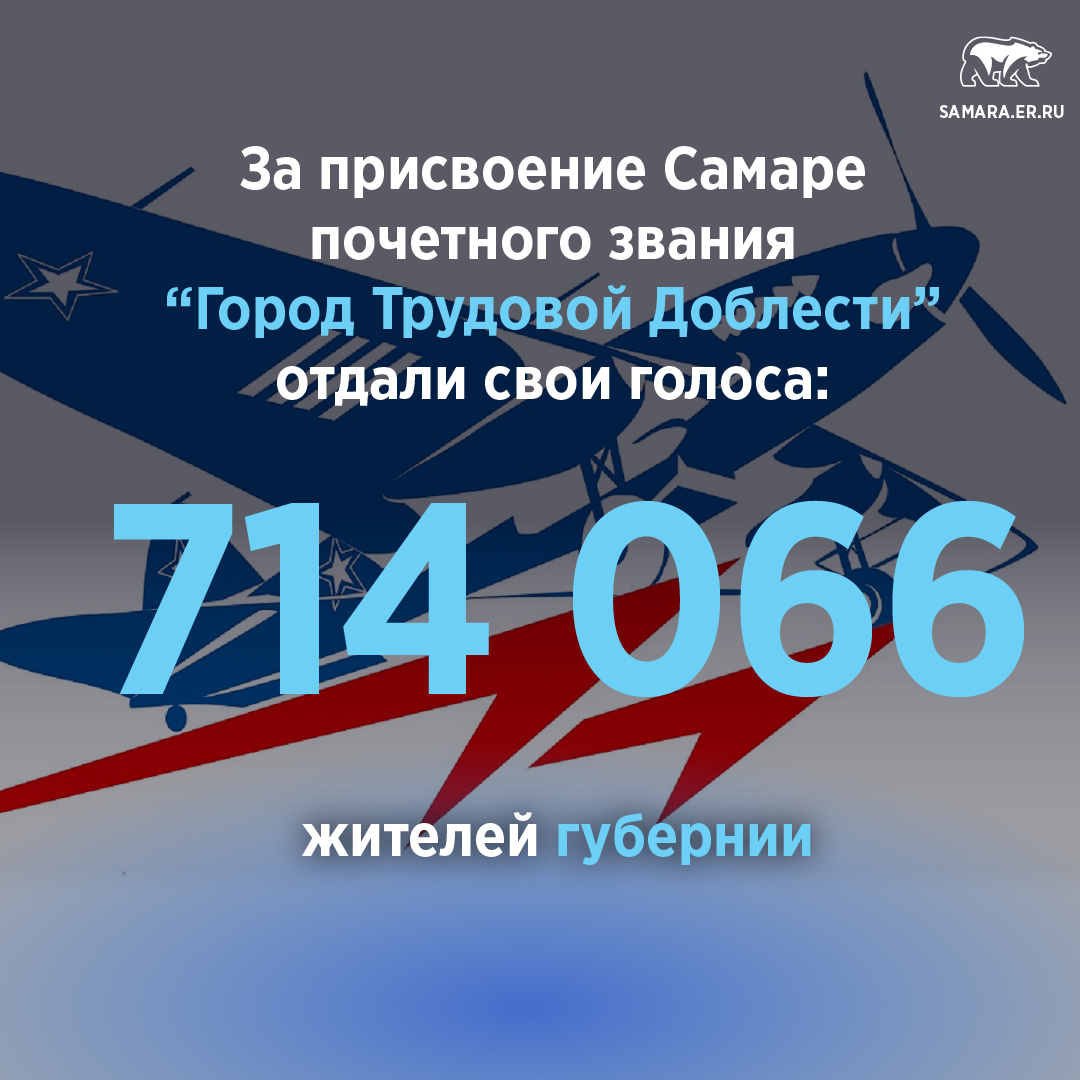 SAMARA.ER.RU
За присвоение Самаре
почетного звания
“Город Трудовой Доблести”
отдали свои голоса:
714 066
жителей губернии